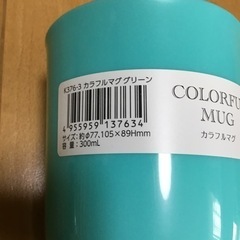 K376-3 カラフルマグ グリーン
4 955959 137634
サイズ:約φ77,105×89Hmm
容 量:300mL
COLORFU
MUG
カラフルマグ